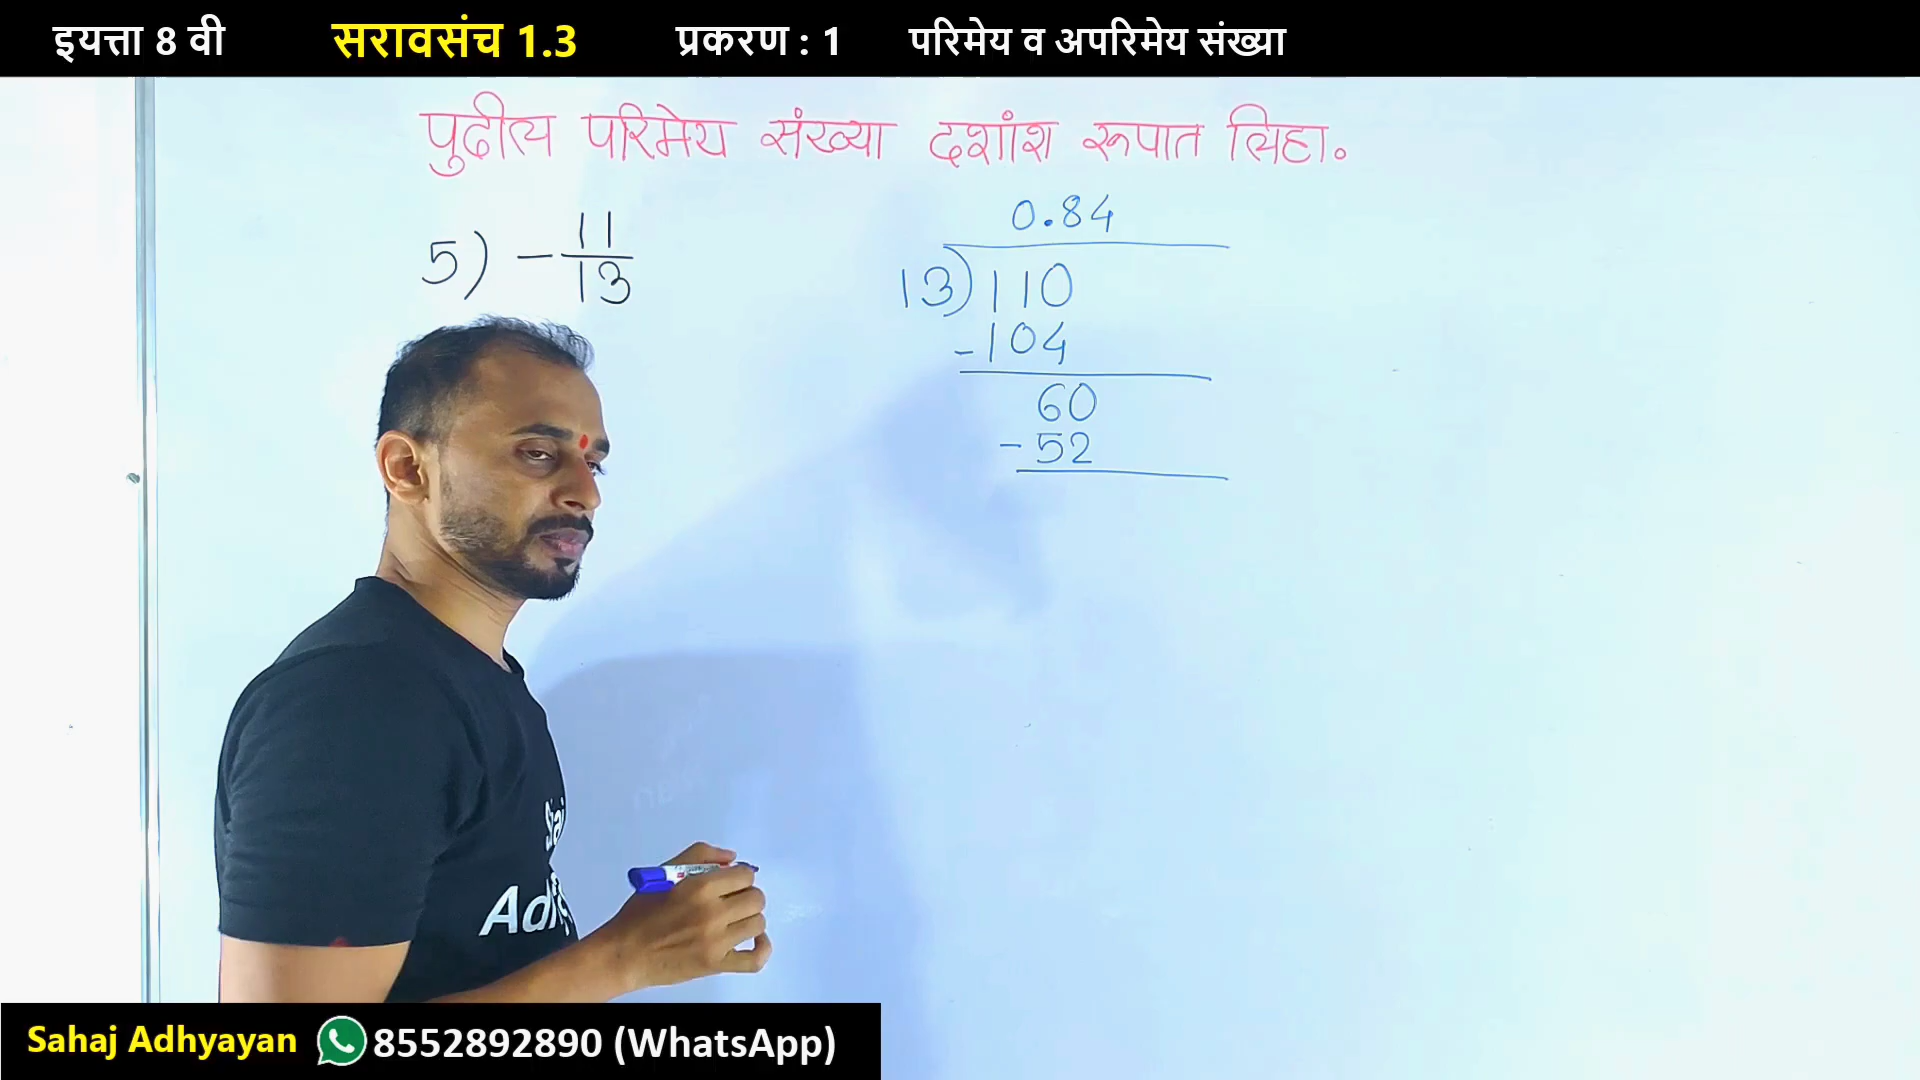 इयत्ता 8 वी सरावसंच 1.3 प्रकरण : 1 परिमेय व अपरिमेय संख्या
पुढील परिमेय संख्या दशांश रूपात लिहा.
5) - 11/13
0.84
13)110
-104
60
-52
Sahaj Adhyayan 8552892890 (WhatsApp)